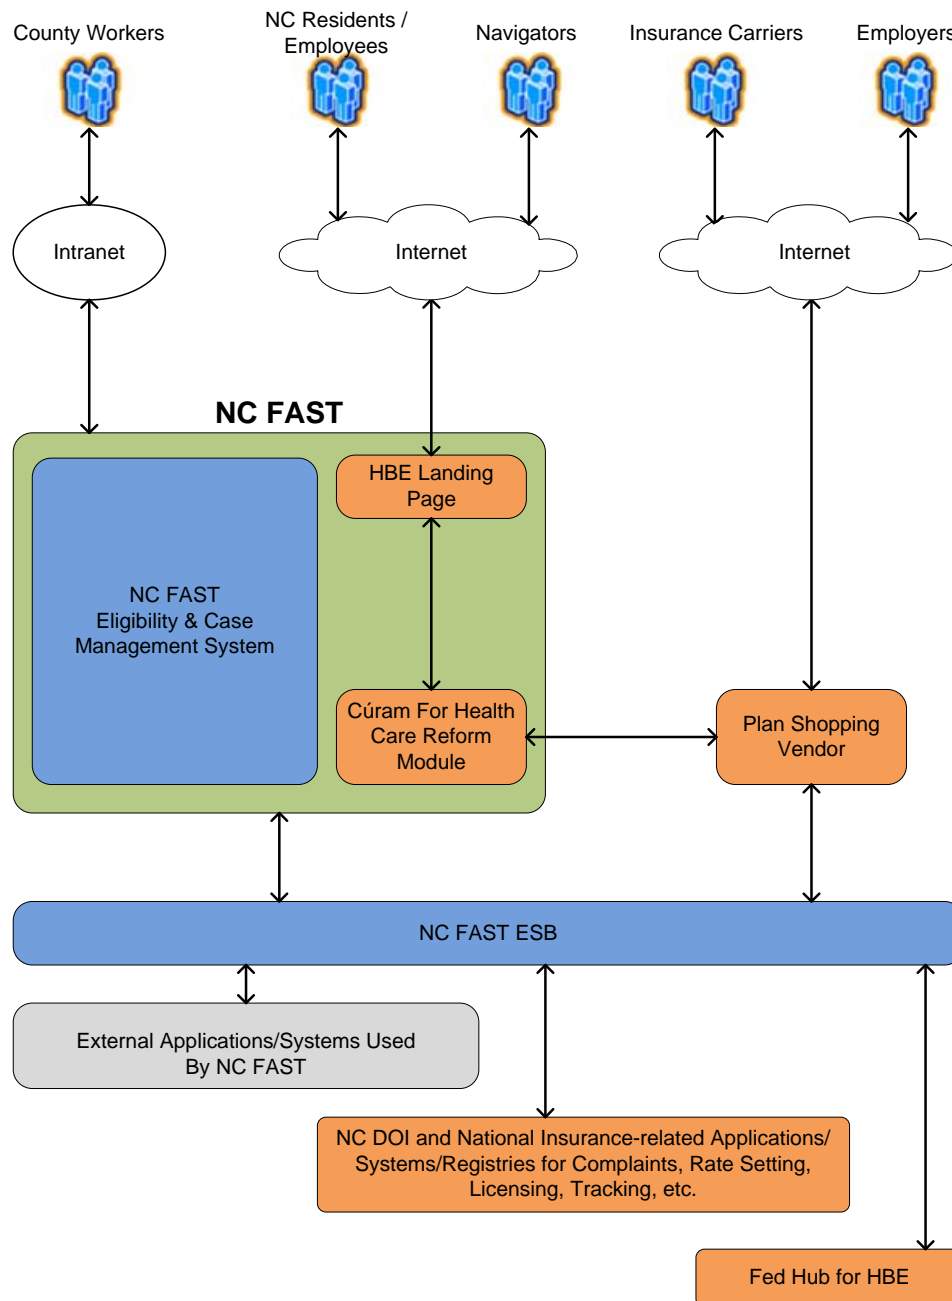 County Workers
NC Residents /
Employees
Navigators
Insurance Carriers
Employers
Intranet
Internet
Internet
NC FAST
HBE Landing
Page
NC FAST
Eligibility & Case
Management System
Cúram For Health
Care Reform
Module
Plan Shopping
Vendor
NC FAST ESB
External Applications/Systems Used
By NC FAST
NC DOI and National Insurance-related Applications/
Systems/Registries for Complaints, Rate Setting,
Licensing, Tracking, etc.
Fed Hub for HBE